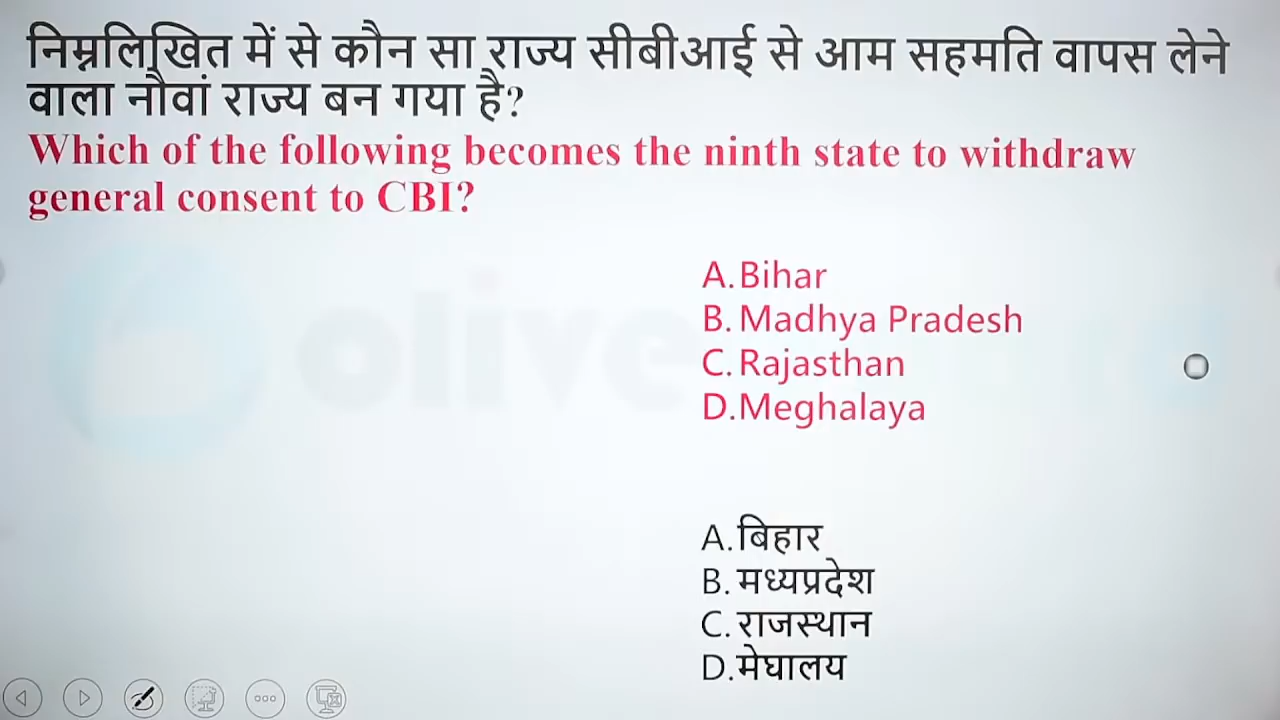 निम्नलिखित में से कौन सा राज्य सीबीआई से आम सहमति वापस लेने
वाला नौवां राज्य बन गया है?
Which of the following becomes the ninth state to withdraw
general consent to CBI?
A.Bihar
B. Madhya Pradesh
C. Rajasthan
D.Meghalaya
olive
A.बिहार
B. मध्यप्रदेश
C. राजस्थान
D.मेघालय